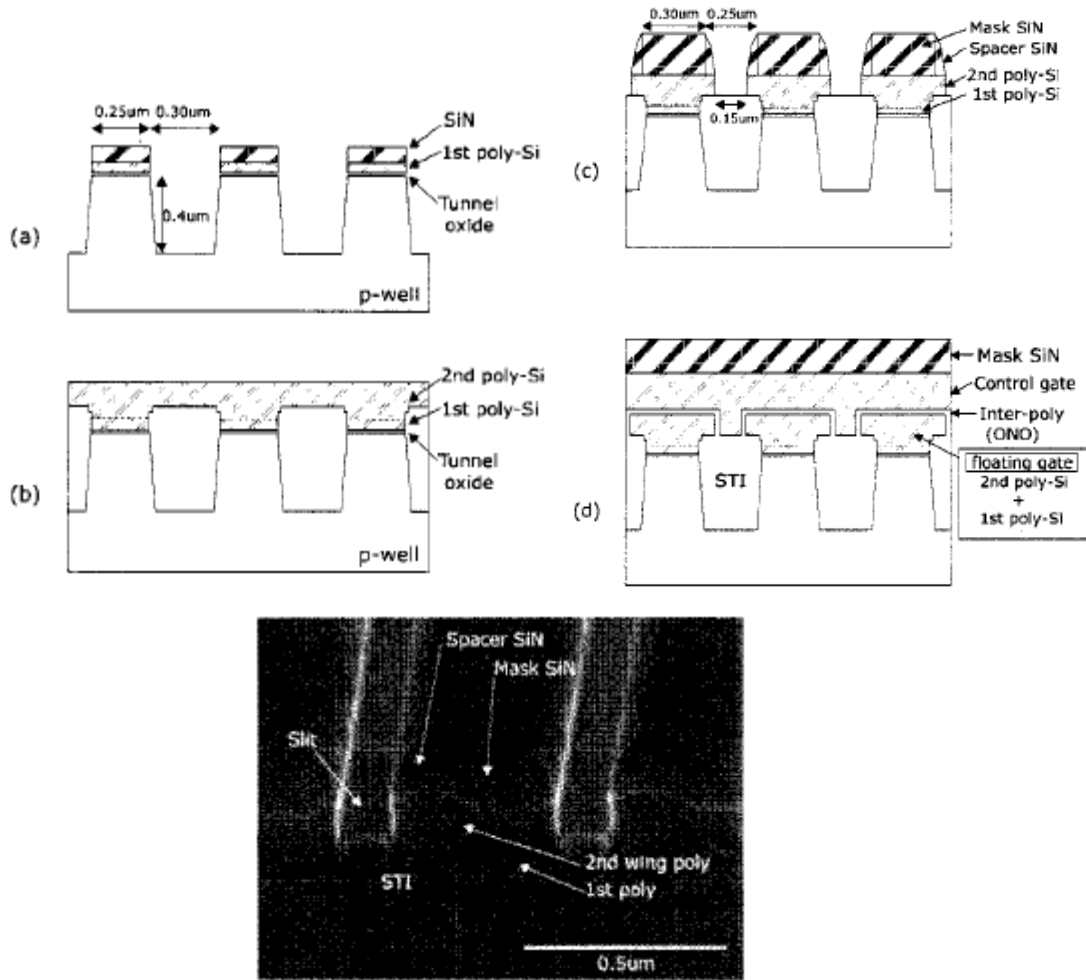 0.25um 0.30um
SiN
1st poly-Si
Tunnel
oxide
0.4um
(a)
p-well
2nd poly-Si
1st poly-Si
Tunnel
oxide
(b)
p-well
0.30um 0.25um
Mask SiN
Spacer SiN
2nd poly-Si
1st poly-Si
0.15um
(c)
Mask SiN
Control gate
Inter-poly
(ONO)
floating gate
2nd poly-Si
+
1st poly-Si
STI
(d)
Spacer SiN
Mask SiN
Slit
2nd wing poly
1st poly
STI
0.5um